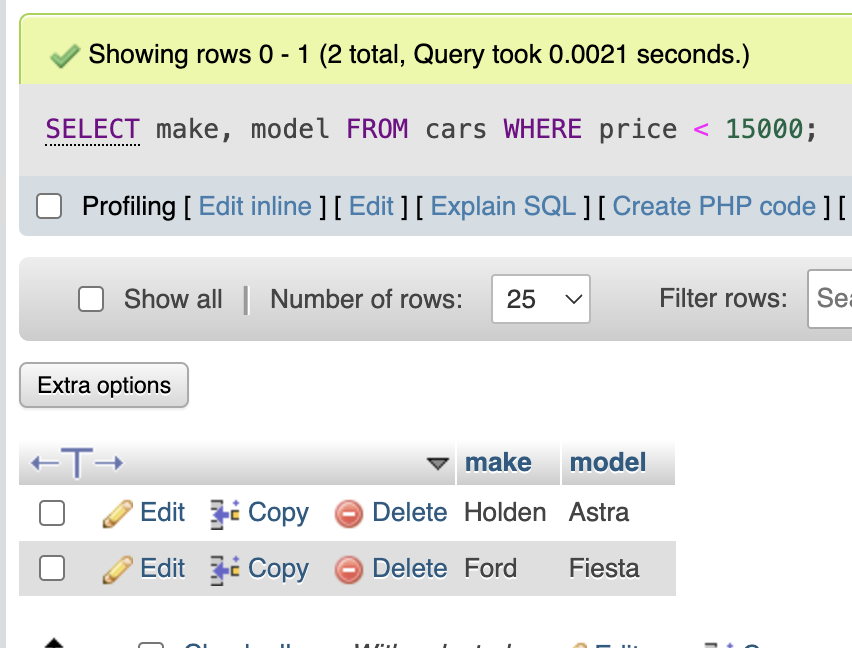 Showing rows 0 - 1 (2 total, Query took 0.0021 seconds.)
SELECT make, model FROM cars WHERE price < 15000;
Profiling [ Edit inline ] [ Edit ] [ Explain SQL ] [ Create PHP code ] [
Show all | Number of rows: 25 Filter rows: Sea
Extra options
←T→ make model
Edit Copy Delete Holden Astra
Edit Copy Delete Ford Fiesta